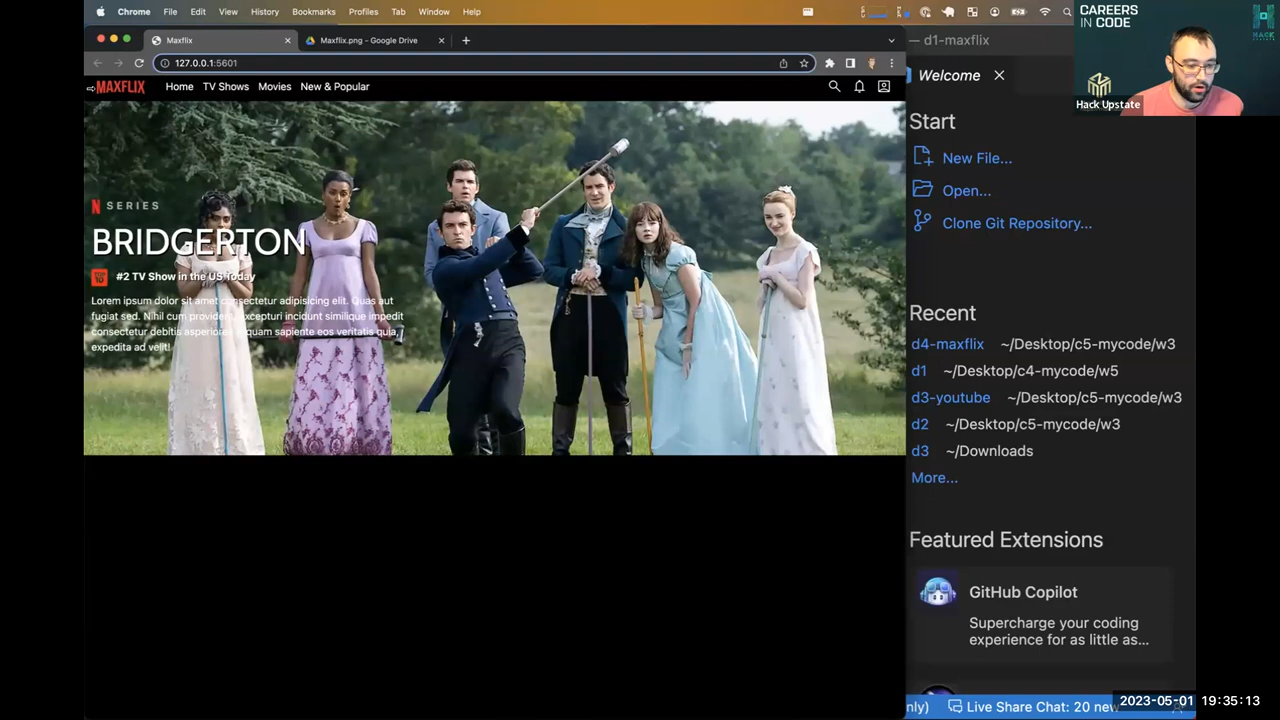 Chrome File Edit View History Bookmarks Profiles Tab Window Help
CAREERS
IN CODE
HACK
UPSTATE
Hack Upstate
Maxflix
Maxflix.png - Google Drive
— d1-maxflix
127.0.0.1:5601
Welcome
MAXFLIX Home TV Shows Movies New & Popular
SERIES
BRIDGERTON
TOP
10
#2 TV Show in the US Today
Lorem ipsum dolor sit amet consectetur adipisicing elit. Quas aut
fugiat sed. Nihil cum provident, excepturi incidunt similique impedit
consectetur debitis asperiores aliquam sapiente eos veritatis quia,
expedita ad velit!
Start
New File...
Open...
Clone Git Repository...
Recent
d4-maxflix ~/Desktop/c5-mycode/w3
d1 ~/Desktop/c4-mycode/w5
d3-youtube ~/Desktop/c5-mycode/w3
d2 ~/Desktop/c5-mycode/w3
d3 ~/Downloads
More...
Featured Extensions
GitHub Copilot
Supercharge your coding
experience for as little as...
nly) Live Share Chat: 20 new
2023-05-01 19:35:13